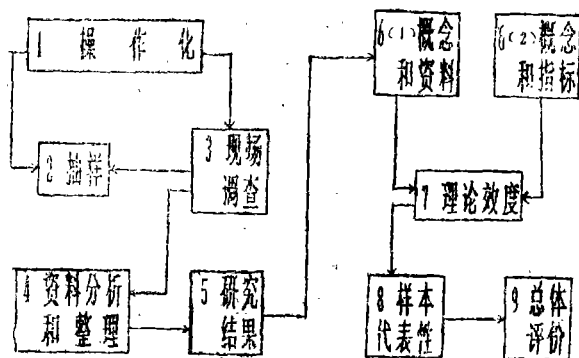 1 操作化
2 抽样
3 现场
调查
4 资料分析
和整理
5 研究
结果
6(1)概念
和资料
6(2)概念
和指标
7 理论效度
8 样本
代表性
9 总体
评价